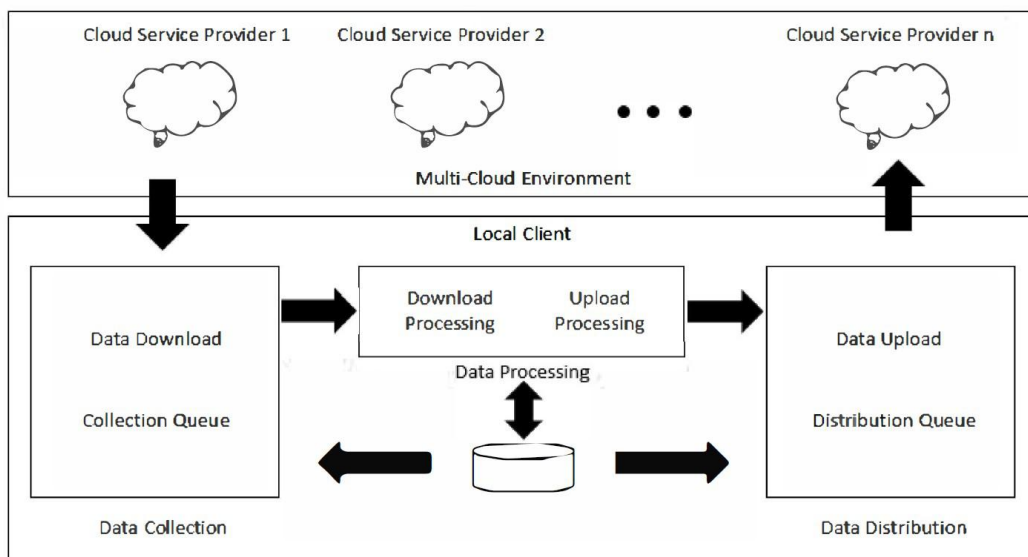 Cloud Service Provider 1
Cloud Service Provider 2
Cloud Service Provider n
Multi-Cloud Environment
Local Client
Data Download
Collection Queue
Data Collection
Download
Processing
Upload
Processing
Data Processing
Data Upload
Distribution Queue
Data Distribution